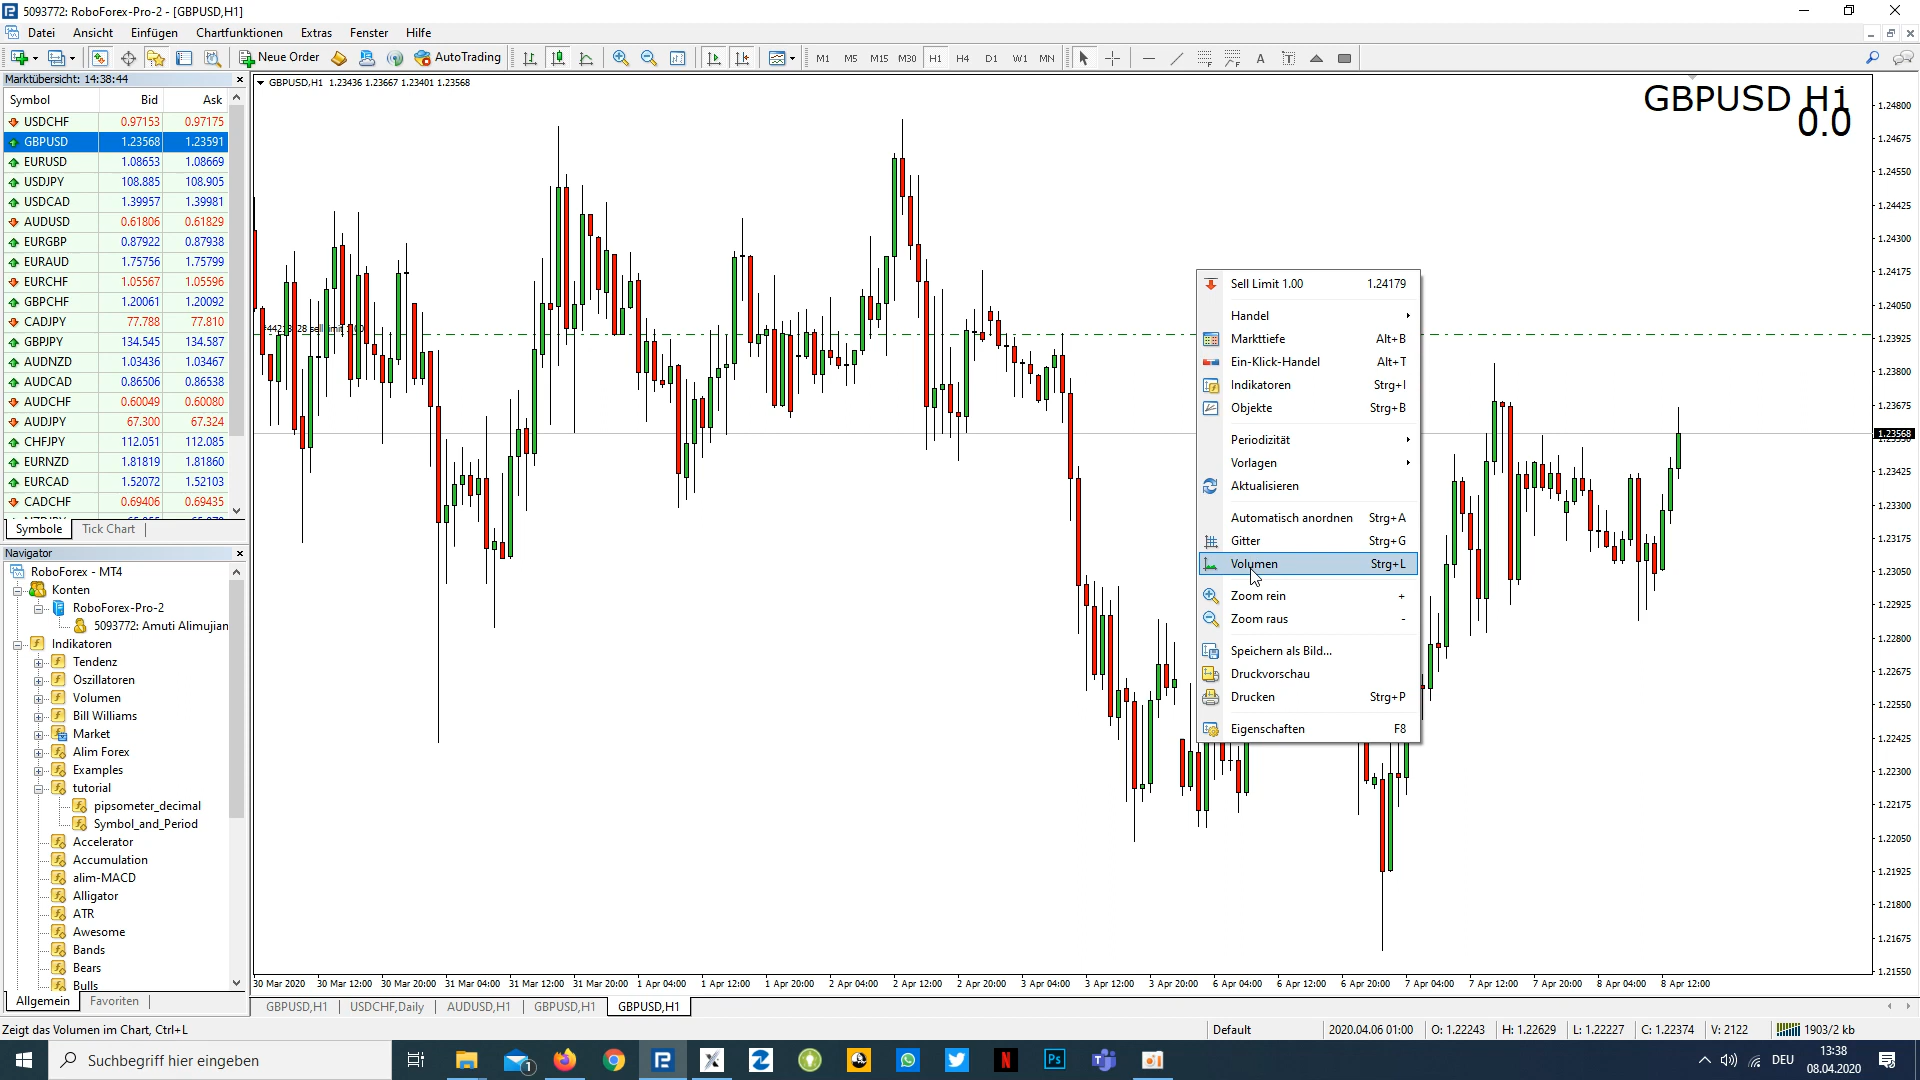 5093772: RoboForex-Pro-2 - [GBPUSD,H1]
Datei Ansicht Einfügen Chartfunktionen Extras Fenster Hilfe
New Order AutoTrading M1 M5 M15 M30 H1 H4 D1 W1 MN A T
Marktübersicht: 14:38:44
Symbol Bid Ask
USDCHF 0.97153 0.97175
GBPUSD 1.23568 1.23591
EURUSD 1.08653 1.08669
USDJPY 108.885 108.905
USDCAD 1.39957 1.39981
AUDUSD 0.61806 0.61829
EURGBP 0.87922 0.87938
EURAUD 1.75756 1.75799
EURCHF 1.05567 1.05596
GBPCHF 1.20061 1.20092
CADJPY 77.788 77.810
GBPJPY 134.545 134.587
AUDNZD 1.03436 1.03467
AUDCAD 0.86506 0.86538
AUDCHF 0.60049 0.60080
AUDJPY 67.300 67.324
CHFJPY 112.051 112.085
EURNZD 1.81819 1.81860
EURCAD 1.52072 1.52103
CADCHF 0.69406 0.69435
Symbole Tick Chart
Navigator
RoboForex - MT4
Konten
RoboForex-Pro-2
5093772: Amuti Alimujian
Indikatoren
Tendenz
Oszillatoren
Volumen
Bill Williams
Market
Alim Forex
Examples
tutorial
pipsometer_decimal
Symbol_and_Period
Accelerator
Accumulation
alim-MACD
Alligator
ATR
Awesome
Bands
Bears
Bulls
Allgemein Favoriten
GBPUSD,H1 1.23436 1.23667 1.23401 1.23568
GBPUSD H1
0.0
sell limit 1.00
Sell Limit 1.00 1.24179
Handel
Markttiefe Alt+B
Ein-Klick-Handel Alt+T
Indikatoren Strg+I
Objekte Strg+B
Periodizität
Vorlagen
Aktualisieren
Automatisch anordnen Strg+A
Gitter Strg+G
Volumen Strg+L
Zoom rein +
Zoom raus -
Speichern als Bild...
Druckvorschau
Drucken Strg+P
Eigenschaften F8
1.24800
1.24675
1.24550
1.24425
1.24300
1.24175
1.24050
1.23925
1.23800
1.23675
1.23568
1.23425
1.23300
1.23175
1.23050
1.22925
1.22800
1.22675
1.22550
1.22425
1.22300
1.22175
1.22050
1.21925
1.21800
1.21675
1.21550
30 Mar 2020 30 Mar 12:00 30 Mar 20:00 31 Mar 04:00 31 Mar 12:00 31 Mar 20:00 1 Apr 04:00 1 Apr 12:00 1 Apr 20:00 2 Apr 04:00 2 Apr 12:00 2 Apr 20:00 3 Apr 04:00 3 Apr 12:00 3 Apr 20:00 6 Apr 04:00 6 Apr 12:00 6 Apr 20:00 7 Apr 04:00 7 Apr 12:00 7 Apr 20:00 8 Apr 04:00 8 Apr 12:00
GBPUSD,H1 USDCHF,Daily AUDUSD,H1 GBPUSD,H1 GBPUSD,H1
Zeigt das Volumen im Chart, Ctrl+L Default 2020.04.06 01:00 O: 1.22243 H: 1.22629 L: 1.22227 C: 1.22374 V: 2122 1903/2 kb
Suchbegriff hier eingeben 1 N Ps DEU 13:38
08.04.2020